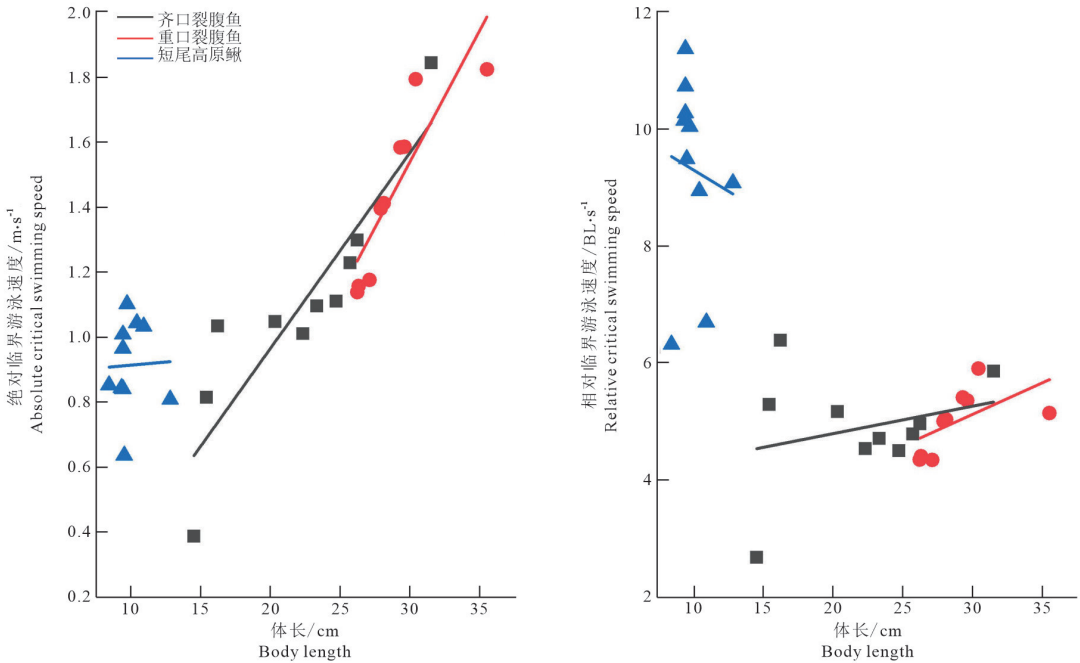 齐口裂腹鱼
重口裂腹鱼
短尾高原鳅
2.0
1.8
1.6
1.4
1.2
1.0
0.8
0.6
0.4
0.2
绝对临界游泳速度/m·s⁻¹
Absolute critical swimming speed
10
15
20
25
30
35
体长/cm
Body length
12
10
8
6
4
2
相对临界游泳速度/BL·s⁻¹
Relative critical swimming speed
10
15
20
25
30
35
体长/cm
Body length